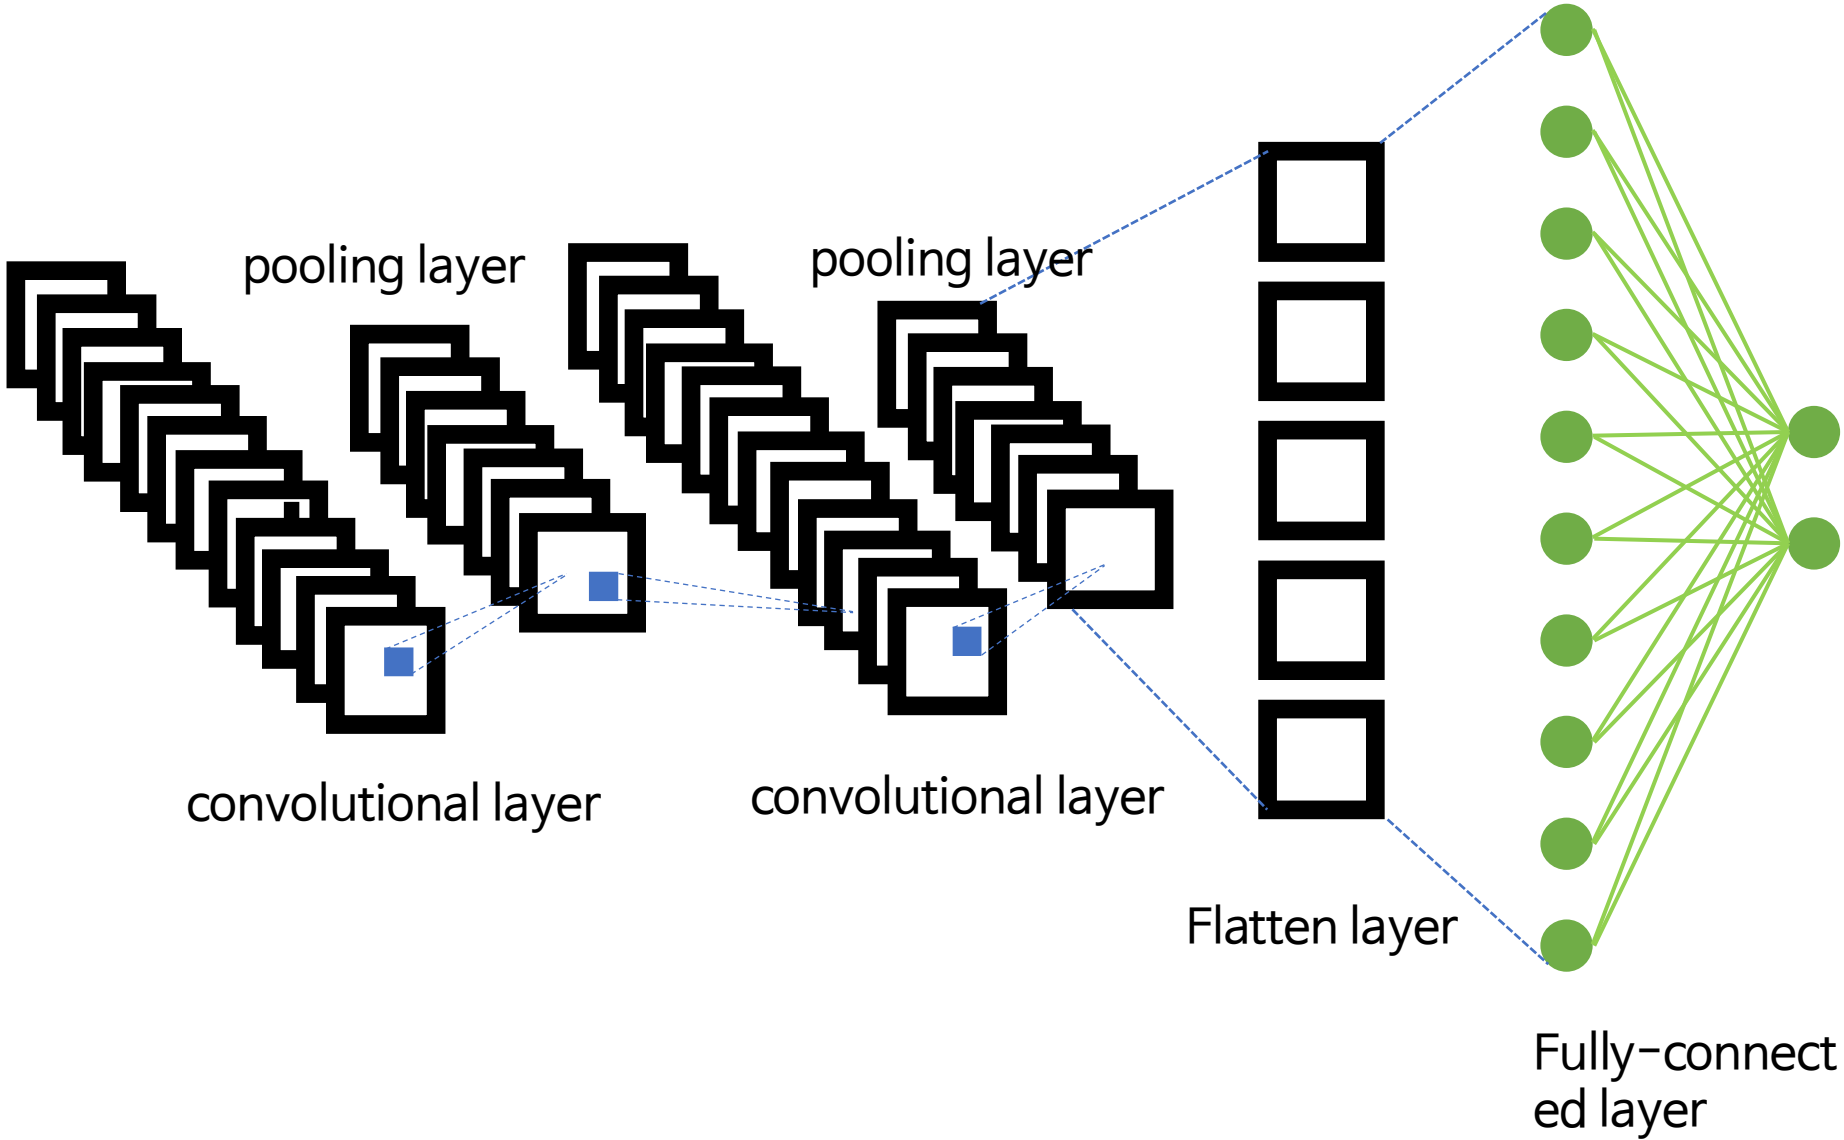 pooling layer
pooling layer
convolutional layer
convolutional layer
Flatten layer
Fully-connect
ed layer